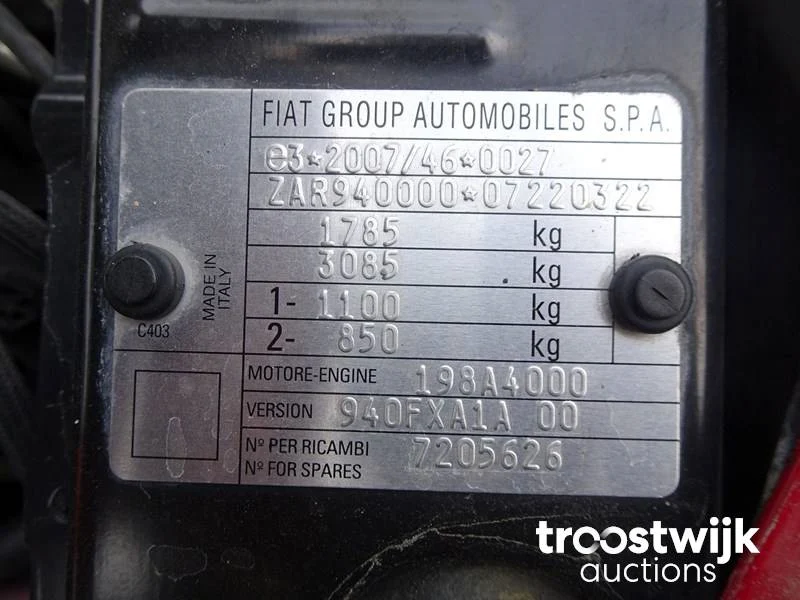 FIAT GROUP AUTOMOBILES S.P.A.
e3*2007/46*0027
ZAR940000*07220322
1785 kg
3085 kg
1- 1100 kg
2- 850 kg
MADE IN ITALY
C403
MOTORE-ENGINE 198A4000
VERSION 940FXA1A 00
Nº PER RICAMBI
Nº FOR SPARES 7205626
troostwijk
auctions